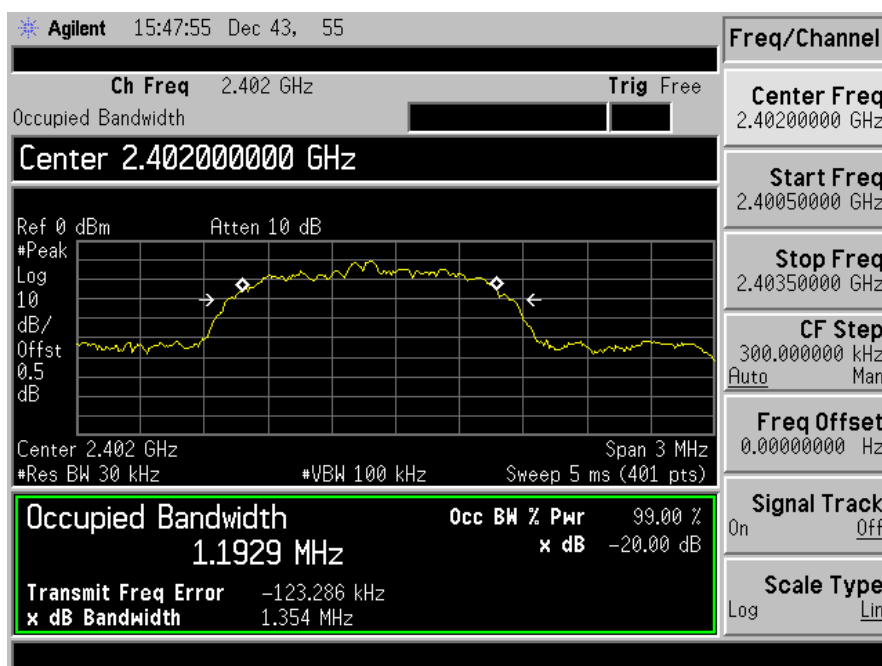 Agilent 15:47:55 Dec 43, 55
Ch Freq 2.402 GHz Trig Free
Occupied Bandwidth
Center 2.402000000 GHz
Ref 0 dBm Atten 10 dB
#Peak
Log
10
dB/
Offst
0.5
dB
Center 2.402 GHz Span 3 MHz
#Res BW 30 kHz #VBW 100 kHz Sweep 5 ms (401 pts)
Occupied Bandwidth Occ BW % Pwr 99.00 %
1.1929 MHz x dB -20.00 dB
Transmit Freq Error -123.286 kHz
x dB Bandwidth 1.354 MHz
Freq/Channel
Center Freq
2.40200000 GHz
Start Freq
2.40050000 GHz
Stop Freq
2.40350000 GHz
CF Step
300.000000 kHz
Auto Man
Freq Offset
0.00000000 Hz
Signal Track
On Off
Scale Type
Log Lin